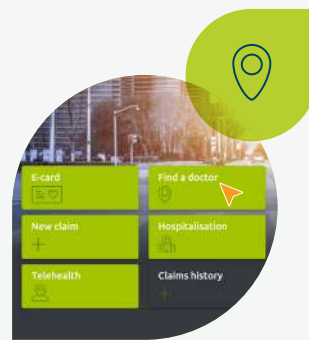 E-card
Find a doctor
New claim
Hospitalisation
Telehealth
Claims history